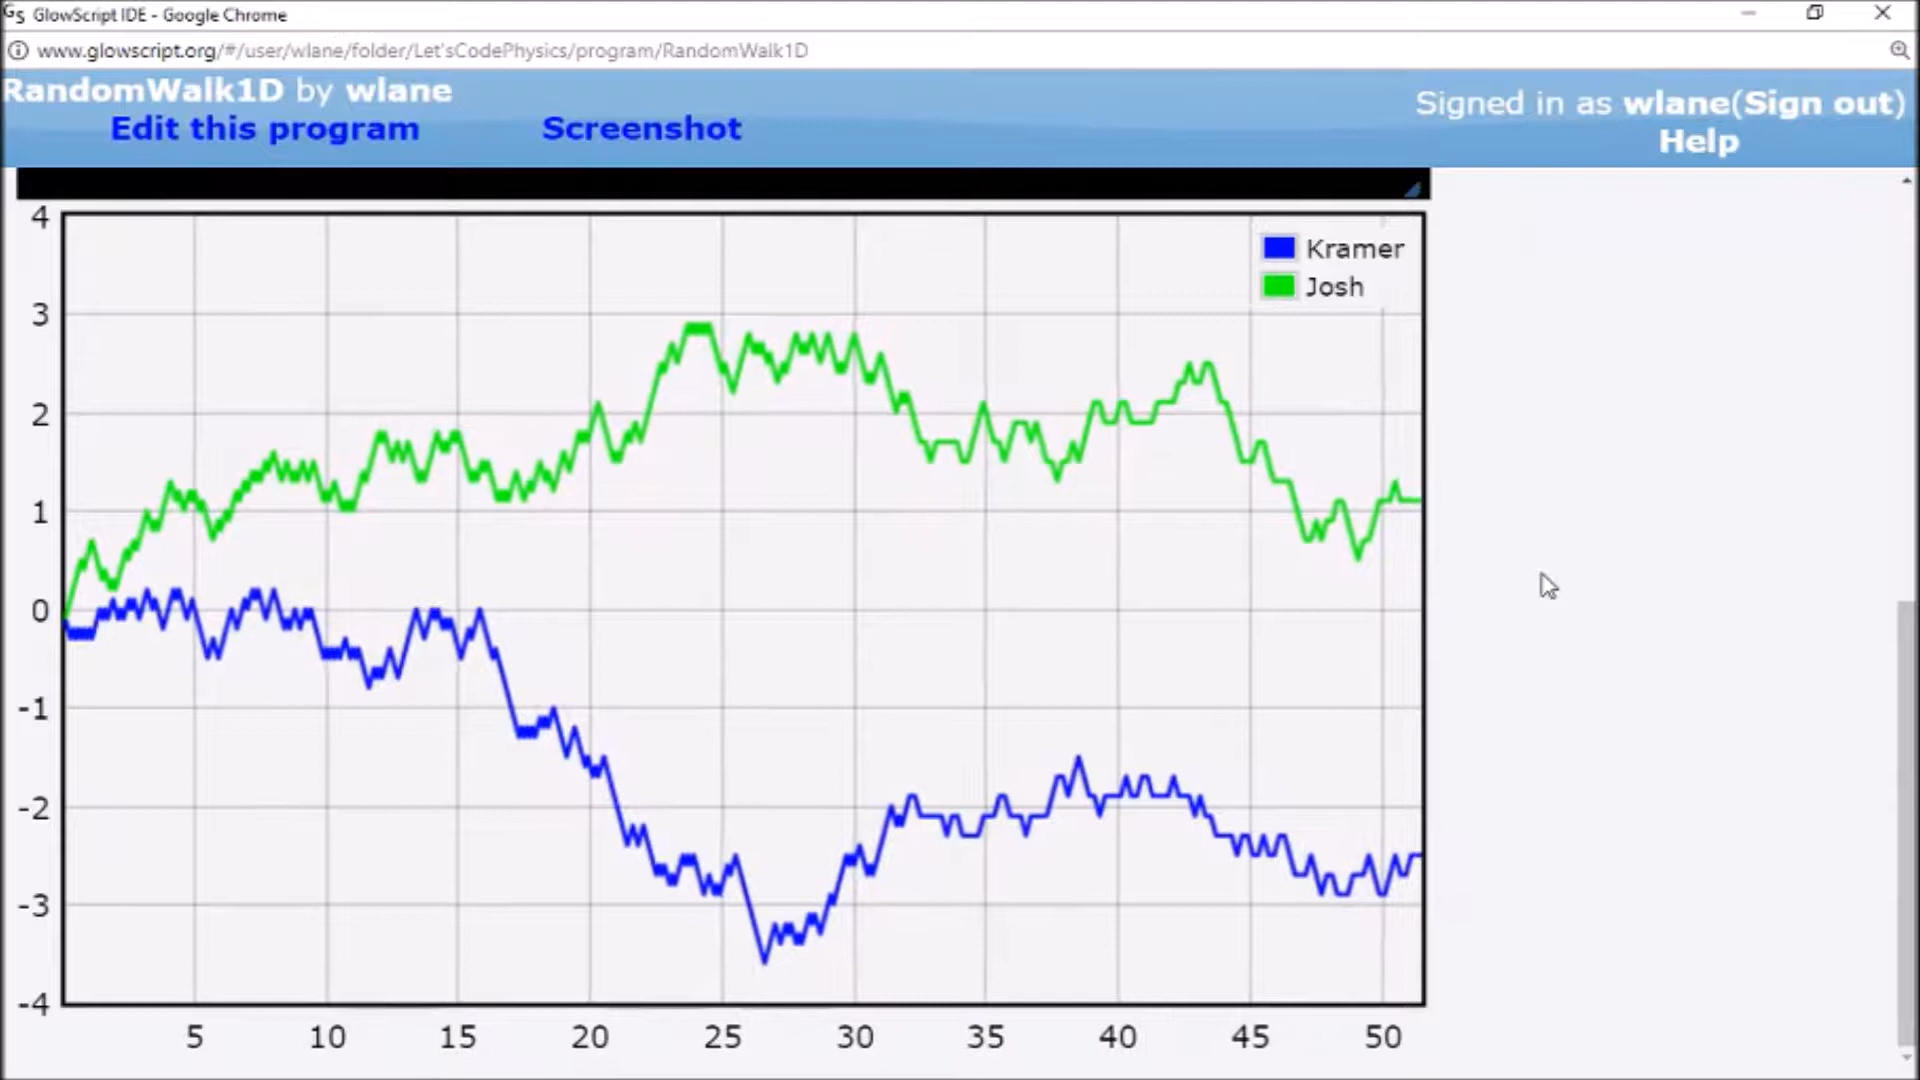 GS GlowScript IDE - Google Chrome
www.glowscript.org/#/user/wlane/folder/Let'sCodePhysics/program/RandomWalk1D
RandomWalk1D by wlane
Edit this program Screenshot
Signed in as wlane(Sign out)
Help
Kramer
Josh
4
3
2
1
0
-1
-2
-3
-4
5 10 15 20 25 30 35 40 45 50